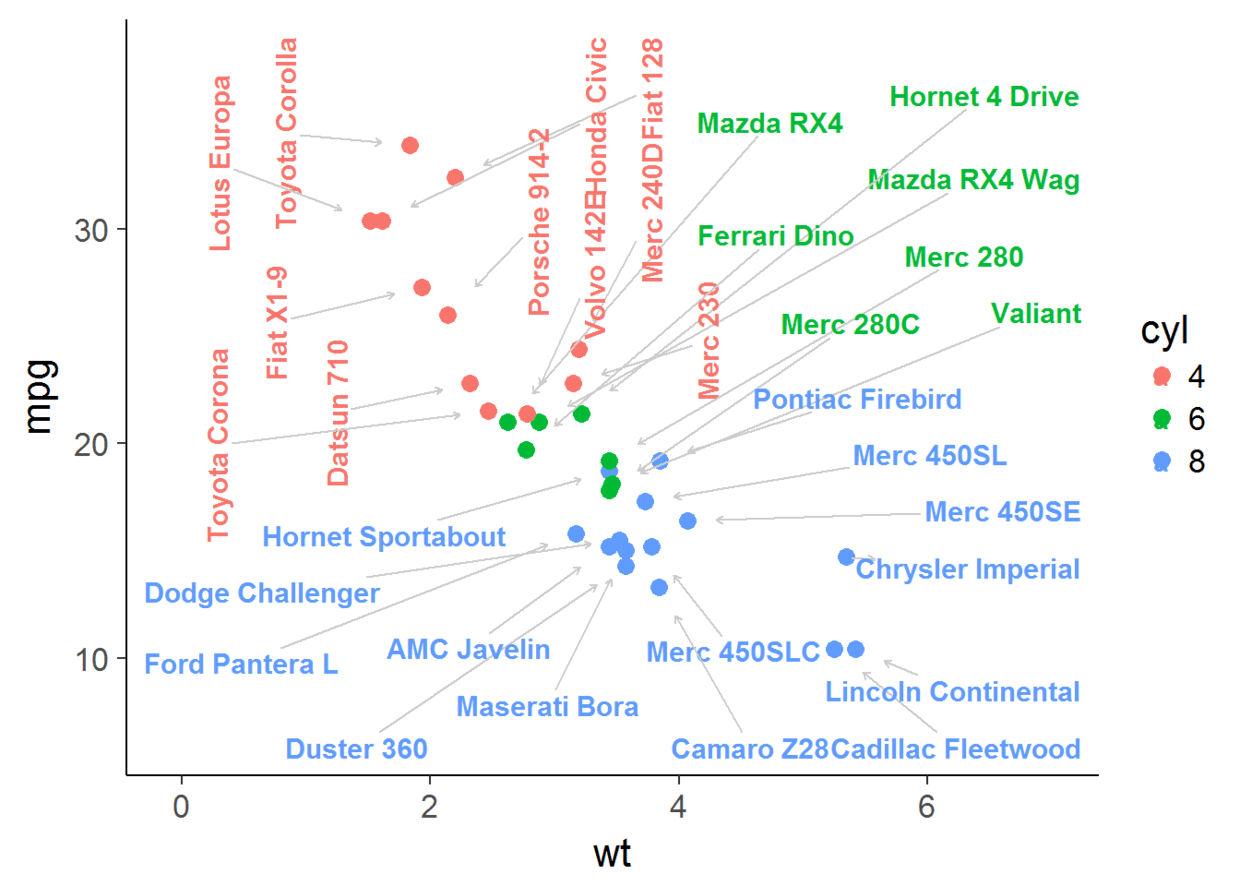 Lotus Europa
Toyota Corolla
Porsche 914-2
Honda Civic
Fiat 128
Mazda RX4
Hornet 4 Drive
Mazda RX4 Wag
Volvo 142E
Merc 240D
Ferrari Dino
Merc 280
Fiat X1-9
Merc 230
Merc 280C
Valiant
Toyota Corona
Datsun 710
Pontiac Firebird
Merc 450SL
Merc 450SE
Hornet Sportabout
Chrysler Imperial
Dodge Challenger
AMC Javelin
Merc 450SLC
Ford Pantera L
Lincoln Continental
Maserati Bora
Duster 360
Camaro Z28
Cadillac Fleetwood
30
20
10
mpg
0
2
4
6
wt
cyl
4
6
8